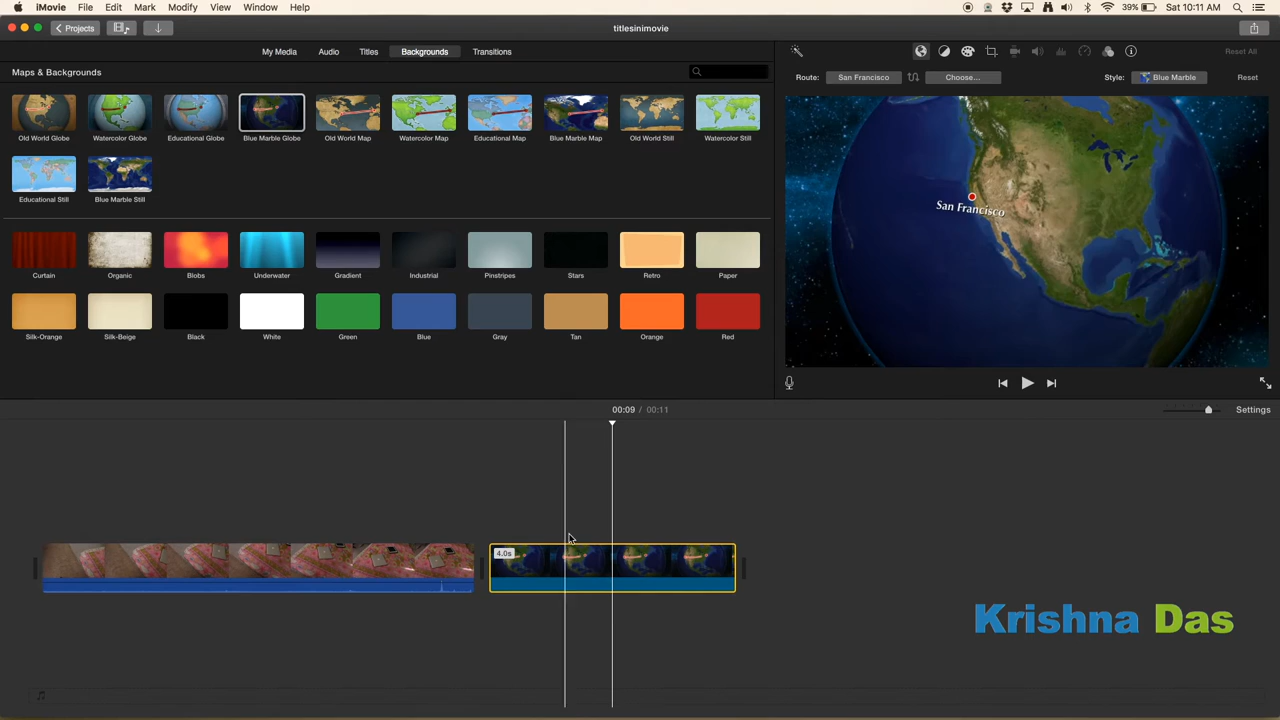 iMovie File Edit Mark Modify View Window Help 39% Sat 10:11 AM
Projects titlesinimovie
My Media Audio Titles Backgrounds Transitions Reset All
Maps & Backgrounds Route: San Francisco Choose... Style: Blue Marble Reset
Old World Globe Watercolor Globe Educational Globe Blue Marble Globe Old World Map Watercolor Map Educational Map Blue Marble Map Old World Still Watercolor Still
Educational Still Blue Marble Still
San Francisco
Curtain Organic Blobs Underwater Gradient Industrial Pinstripes Stars Retro Paper
Silk-Orange Silk-Beige Black White Green Blue Gray Tan Orange Red
00:09 / 00:11 Settings
4.0s
Krishna Das